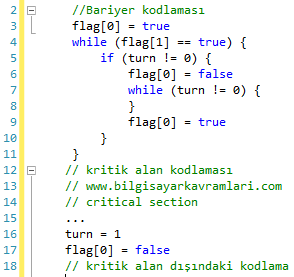 2 //Bariyer kodlaması
3 flag[0] = true
4 while (flag[1] == true) {
5 if (turn != 0) {
6 flag[0] = false
7 while (turn != 0) {
8 }
9 flag[0] = true
10 }
11 }
12 // kritik alan kodlaması
13 // www.bilgisayarkavramlari.com
14 // critical section
15 ...
16 turn = 1
17 flag[0] = false
18 // kritik alan dışındaki kodlama